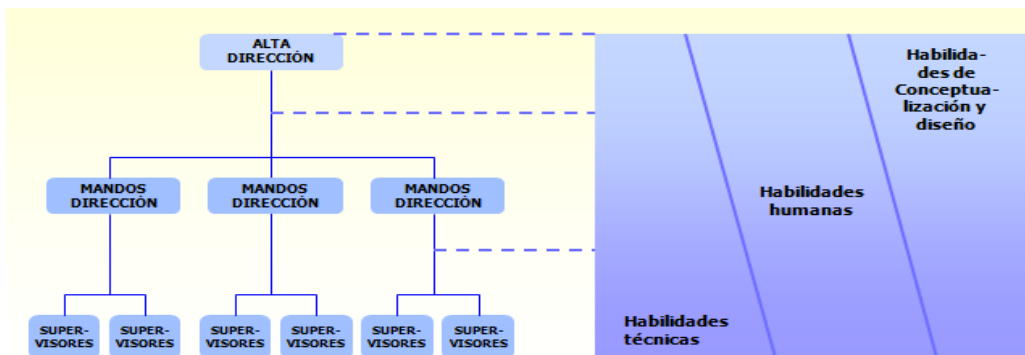 ALTA
DIRECCIÓN
Habilida-
des de
Conceptua-
lización y
diseño
MANDOS
DIRECCIÓN
MANDOS
DIRECCIÓN
MANDOS
DIRECCIÓN
Habilidades
humanas
SUPER-
VISORES
SUPER-
VISORES
SUPER-
VISORES
SUPER-
VISORES
SUPER-
VISORES
SUPER-
VISORES
Habilidades
técnicas